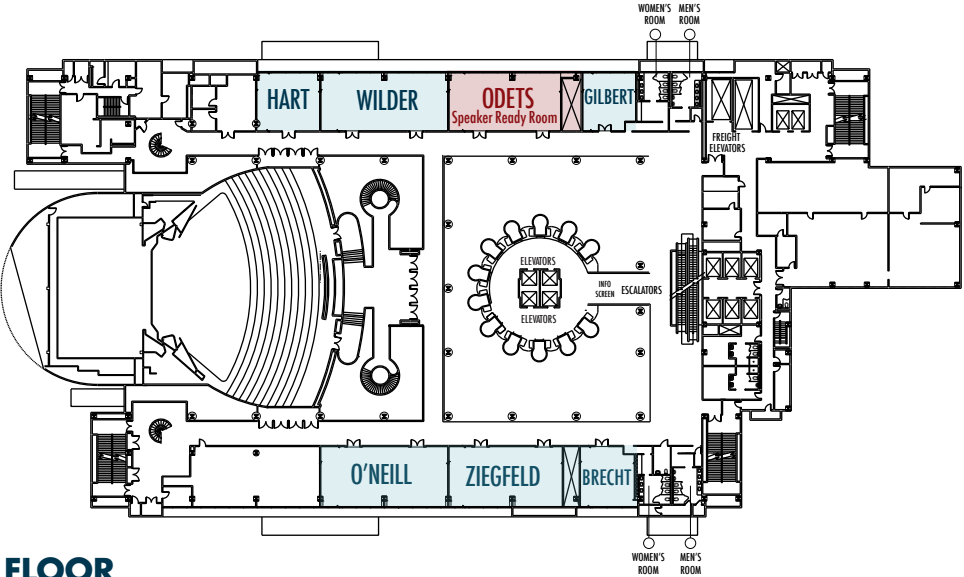 WOMEN'S
ROOM
MEN'S
ROOM
HART
WILDER
ODETS
Speaker Ready Room
GILBERT
FREIGHT
ELEVATORS
ELEVATORS
INFO
SCREEN
ESCALATORS
ELEVATORS
O'NEILL
ZIEGFELD
BRECHT
WOMEN'S
ROOM
MEN'S
ROOM
FLOOR